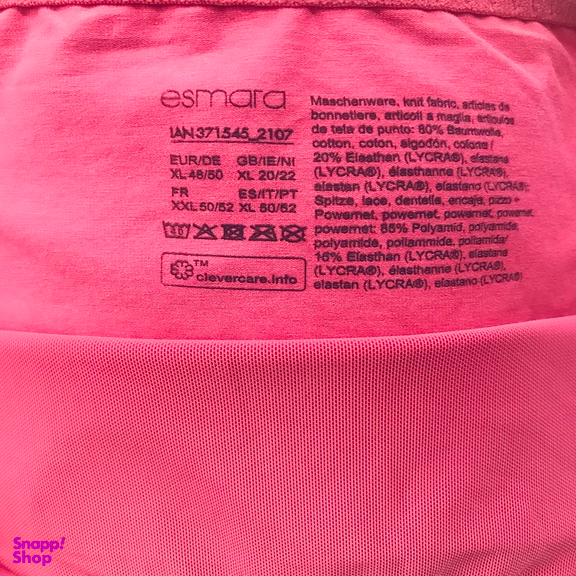 esmara
IAN 371545_2107
EUR/DE GB/IE/NI
XL 48/50 XL 20/22
FR ES/IT/PT
XXL 50/52 XL 50/52
™
clevercare.info
Maschenware, knit fabric, articles de
bonnetiere, articoli a maglia, artículos
de tela de punto: 80% Baumwolle,
cotton, coton, algodón, cotone/
20% Elasthan (LYCRA®), elastane
(LYCRA®), élasthanne (LYCRA®),
elastan (LYCRA®), elastano (LYCRA®);
Spitze, lace, dentelle, encaje, pizzo +
Powernet, powernet, powernet, powernet,
powernet: 85% Polyamid, polyamide,
polyamide, poliammide, poliamida/
15% Elasthan (LYCRA®), elastane
(LYCRA®), élasthanne (LYCRA®),
elastan (LYCRA®), elastano (LYCRA®)
Snapp!
Shop